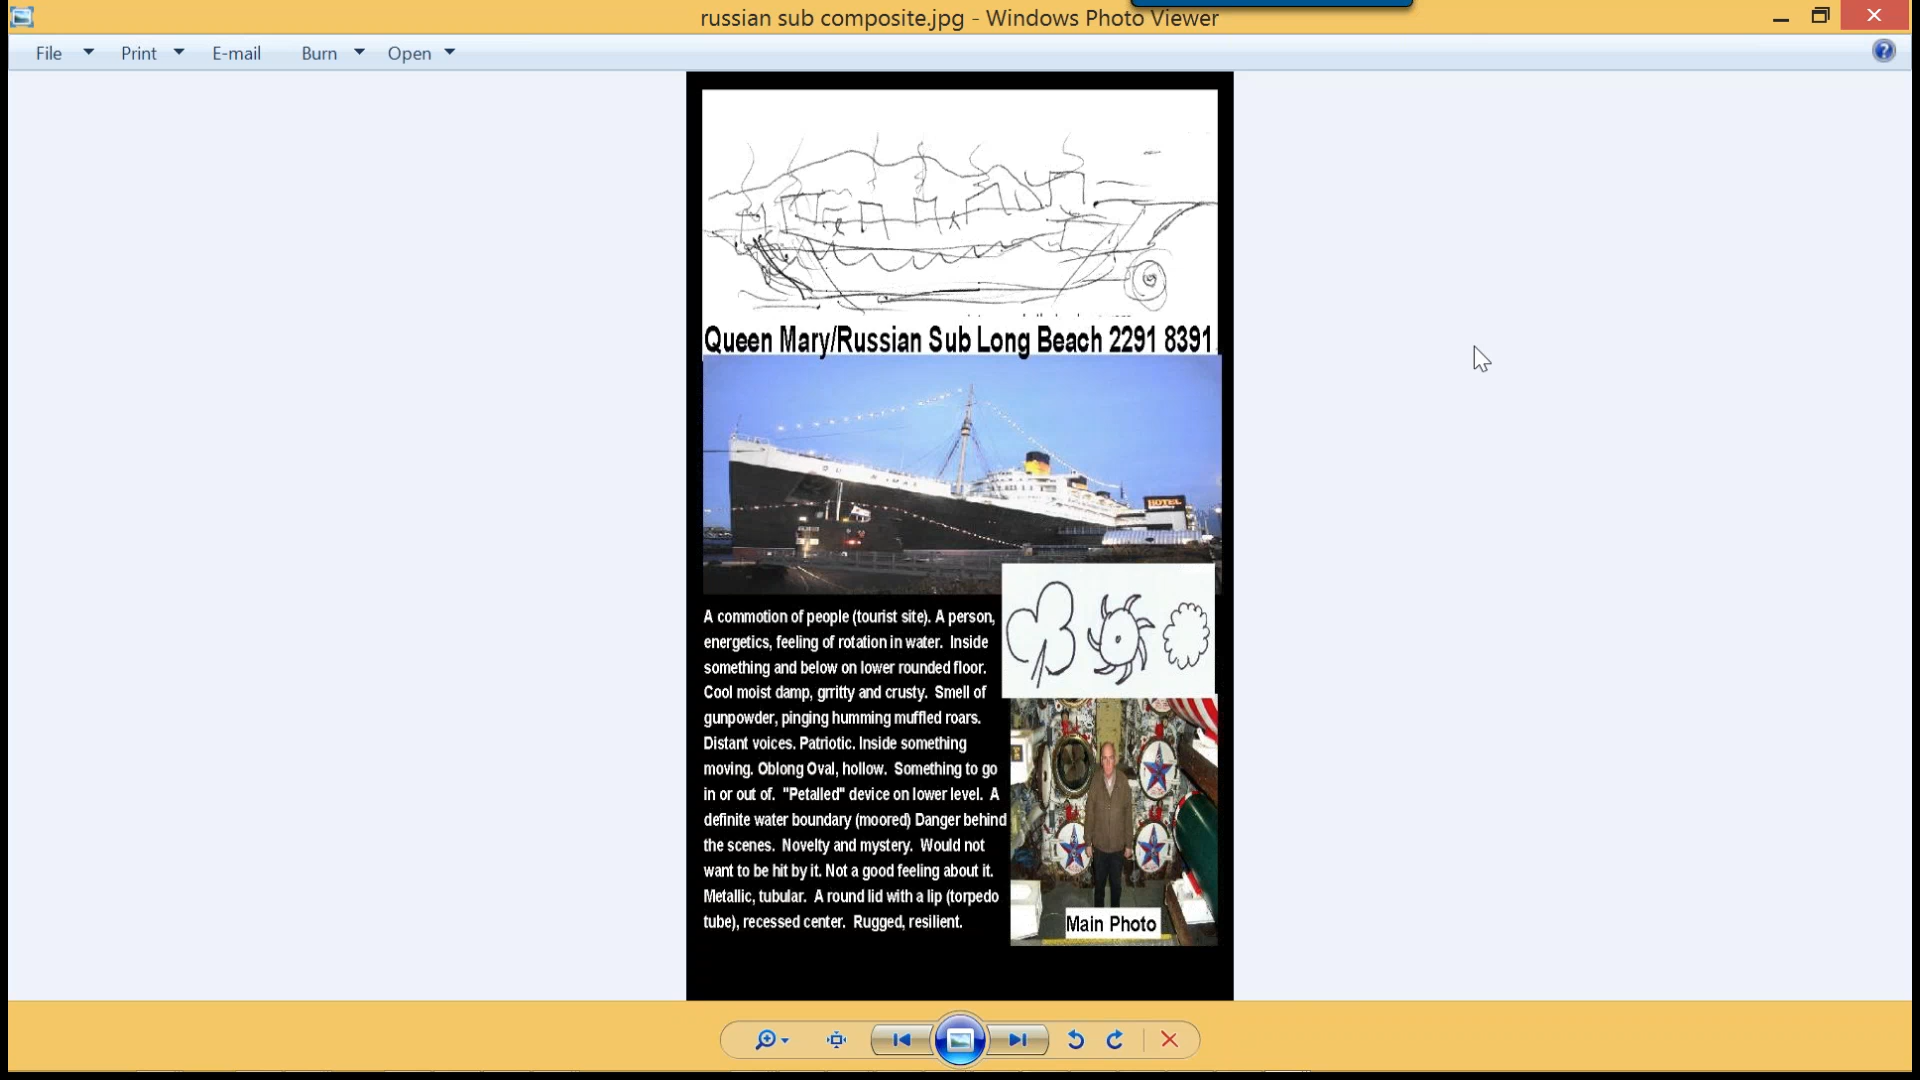 russian sub composite.jpg - Windows Photo Viewer
File Print E-mail Burn Open
Queen Mary/Russian Sub Long Beach 2291 8391
HOTEL
A commotion of people (tourist site). A person,
energetics, feeling of rotation in water. Inside
something and below on lower rounded floor.
Cool moist damp, grritty and crusty. Smell of
gunpowder, pinging humming muffled roars.
Distant voices. Patriotic. Inside something
moving. Oblong Oval, hollow. Something to go
in or out of. "Petalled" device on lower level. A
definite water boundary (moored) Danger behind
the scenes. Novelty and mystery. Would not
want to be hit by it. Not a good feeling about it.
Metallic, tubular. A round lid with a lip (torpedo
tube), recessed center. Rugged, resilient.
Main Photo